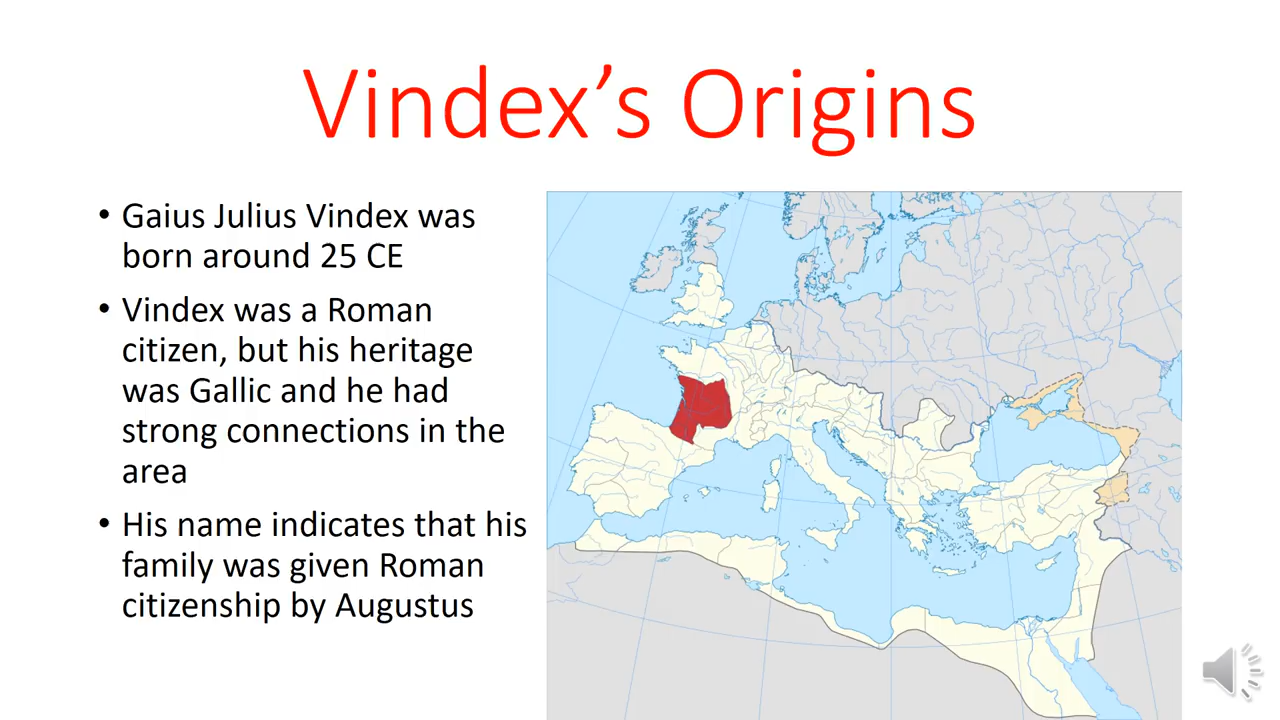 Vindex’s Origins
• Gaius Julius Vindex was
born around 25 CE
• Vindex was a Roman
citizen, but his heritage
was Gallic and he had
strong connections in the
area
• His name indicates that his
family was given Roman
citizenship by Augustus